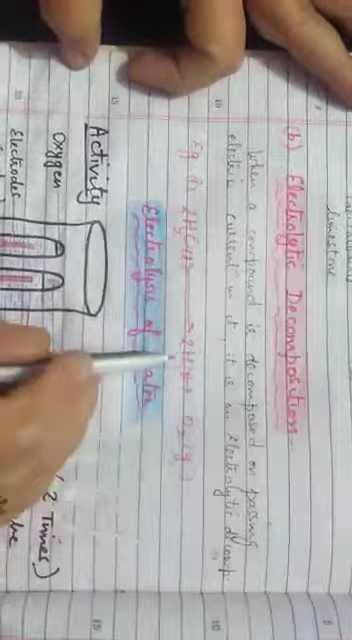 limestone
(b) Electrolytic Decomposition
When a compound is decomposed on passing
electric current in it, it is an Electrolytic decomp
Eg (i) 2H2O(l) → 2H2 + O2(g)
Electrolysis of water
Activity
(2 Times)
Oxygen
Electrodes